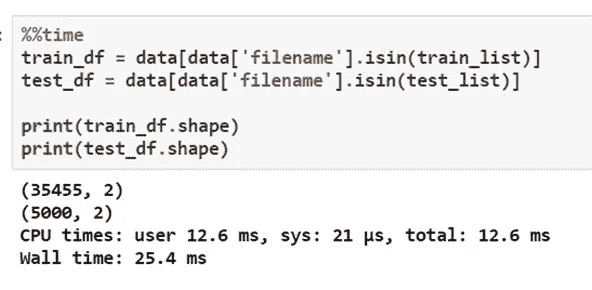 %%time
train_df = data[data['filename'].isin(train_list)]
test_df = data[data['filename'].isin(test_list)]
print(train_df.shape)
print(test_df.shape)
(35455, 2)
(5000, 2)
CPU times: user 12.6 ms, sys: 21 µs, total: 12.6 ms
Wall time: 25.4 ms